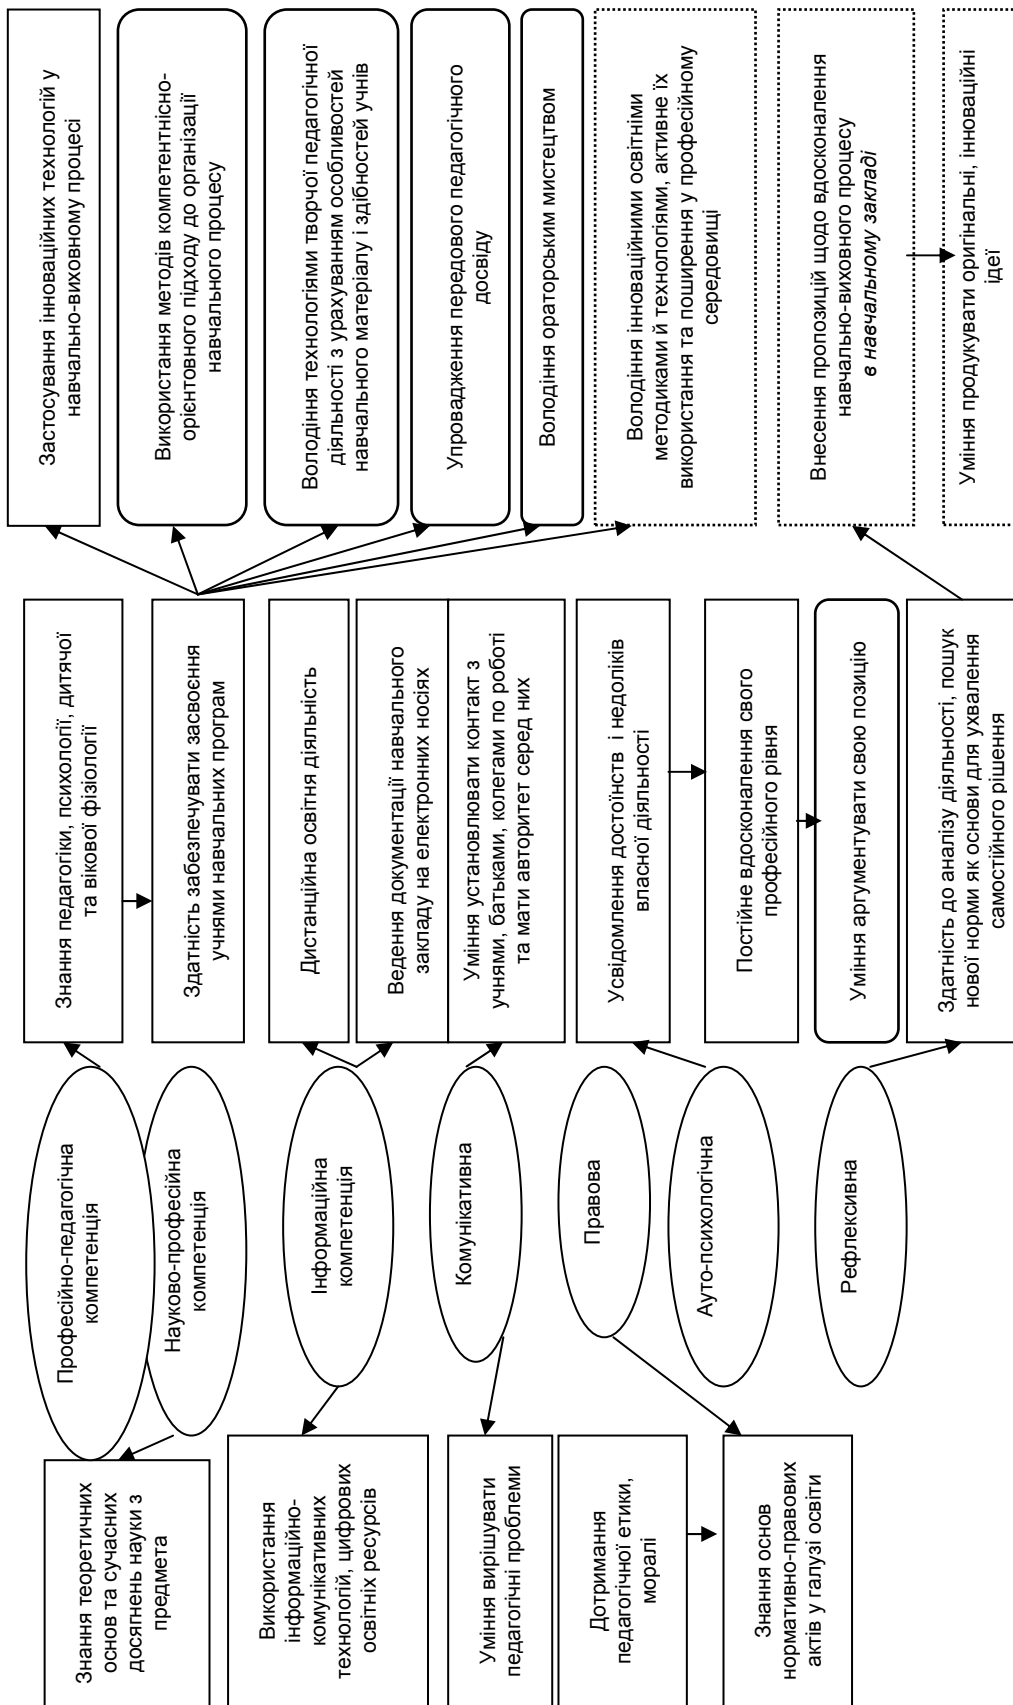 Знання теоретичних
основ та сучасних
досягнень науки з
предмета
Використання
інформаційно-
комунікативних
технологій, цифрових
освітніх ресурсів
Уміння вирішувати
педагогічні проблеми
Дотримання
педагогічної етики,
моралі
Знання основ
нормативно-правових
актів у галузі освіти
Професійно-педагогічна
компетенція
Науково-професійна
компетенція
Інформаційна
компетенція
Комунікативна
Правова
Ауто-психологічна
Рефлексивна
Знання педагогіки, психології, дитячої
та вікової фізіології
Здатність забезпечувати засвоєння
учнями навчальних програм
Дистанційна освітня діяльність
Ведення документації навчального
закладу на електронних носіях
Уміння установлювати контакт з
учнями, батьками, колегами по роботі
та мати авторитет серед них
Усвідомлення достоїнств і недоліків
власної діяльності
Постійне вдосконалення свого
професійного рівня
Уміння аргументувати свою позицію
Здатність до аналізу діяльності, пошук
нової норми як основи для ухвалення
самостійного рішення
Застосування інноваційних технологій у
навчально-виховному процесі
Використання методів компетентнісно-
орієнтовного підходу до організації
навчального процесу
Володіння технологіями творчої педагогічної
діяльності з урахуванням особливостей
навчального матеріалу і здібностей учнів
Упровадження передового педагогічного
досвіду
Володіння ораторським мистецтвом
Володіння інноваційними освітніми
методиками й технологіями, активне їх
використання та поширення у професійному
середовищі
Внесення пропозицій щодо вдосконалення
навчально-виховного процесу
в навчальному закладі
Уміння продукувати оригінальні, інноваційні
ідеї